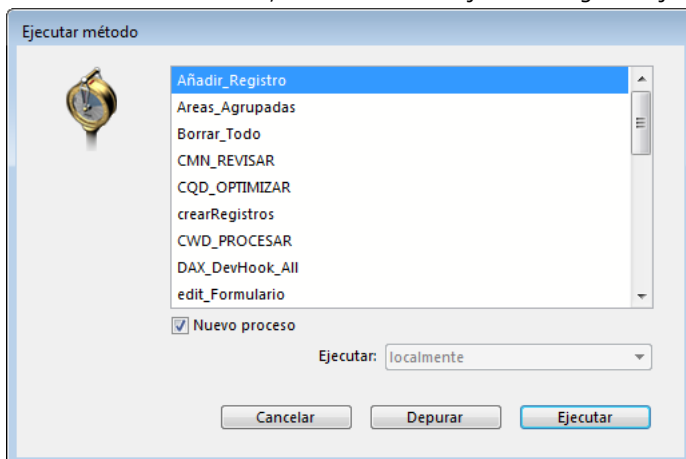 Ejecutar método
Añadir_Registro
Areas_Agrupadas
Borrar_Todo
CMN_REVISAR
CQD_OPTIMIZAR
crearRegistros
CWD_PROCESAR
DAX_DevHook_All
edit_Formulario
Nuevo proceso
Ejecutar: localmente
Cancelar Depurar Ejecutar